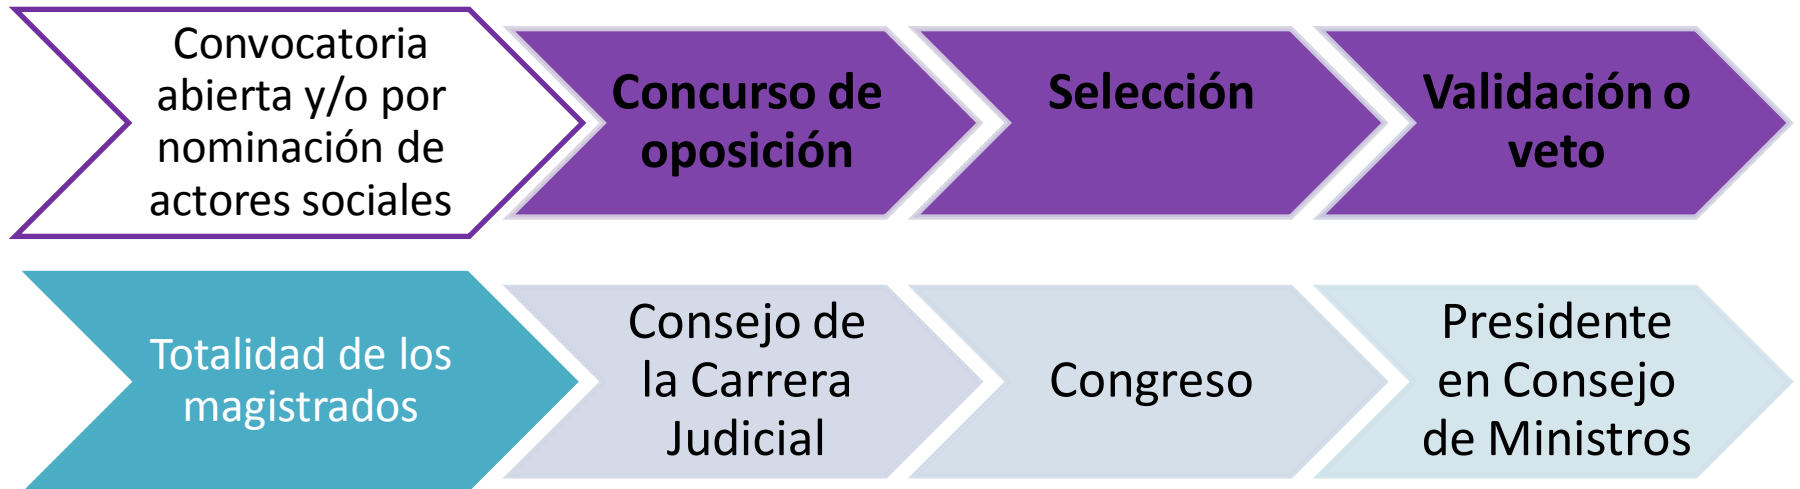 Convocatoria
abierta y/o por
nominación de
actores sociales
Concurso de
oposición
Selección
Validación o
veto
Totalidad de los
magistrados
Consejo de
la Carrera
Judicial
Congreso
Presidente
en Consejo
de Ministros